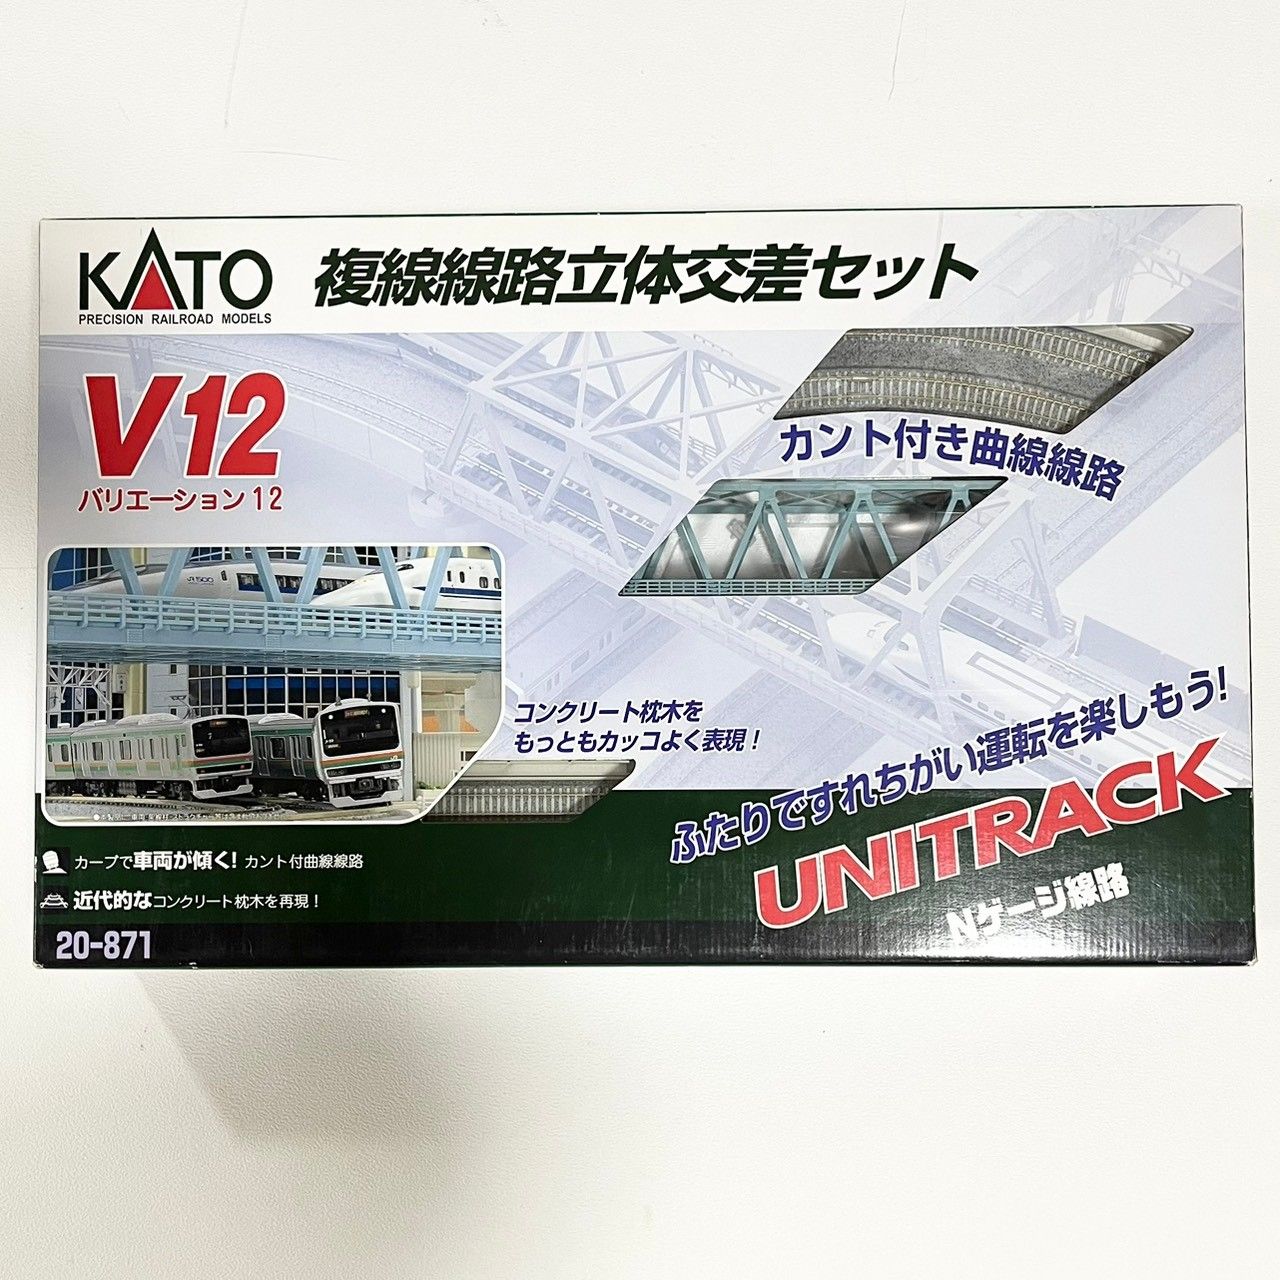 KATO
PRECISION RAILROAD MODELS
複線線路立体交差セット
V12
バリエーション12
カント付き曲線線路
JR500
コンクリート枕木を
もっともカッコよく表現！
ふたりですれちがい運転を楽しもう！
UNITRACK
Nゲージ線路
カーブで車両が傾く！カント付曲線線路
近代的なコンクリート枕木を再現！
20-871